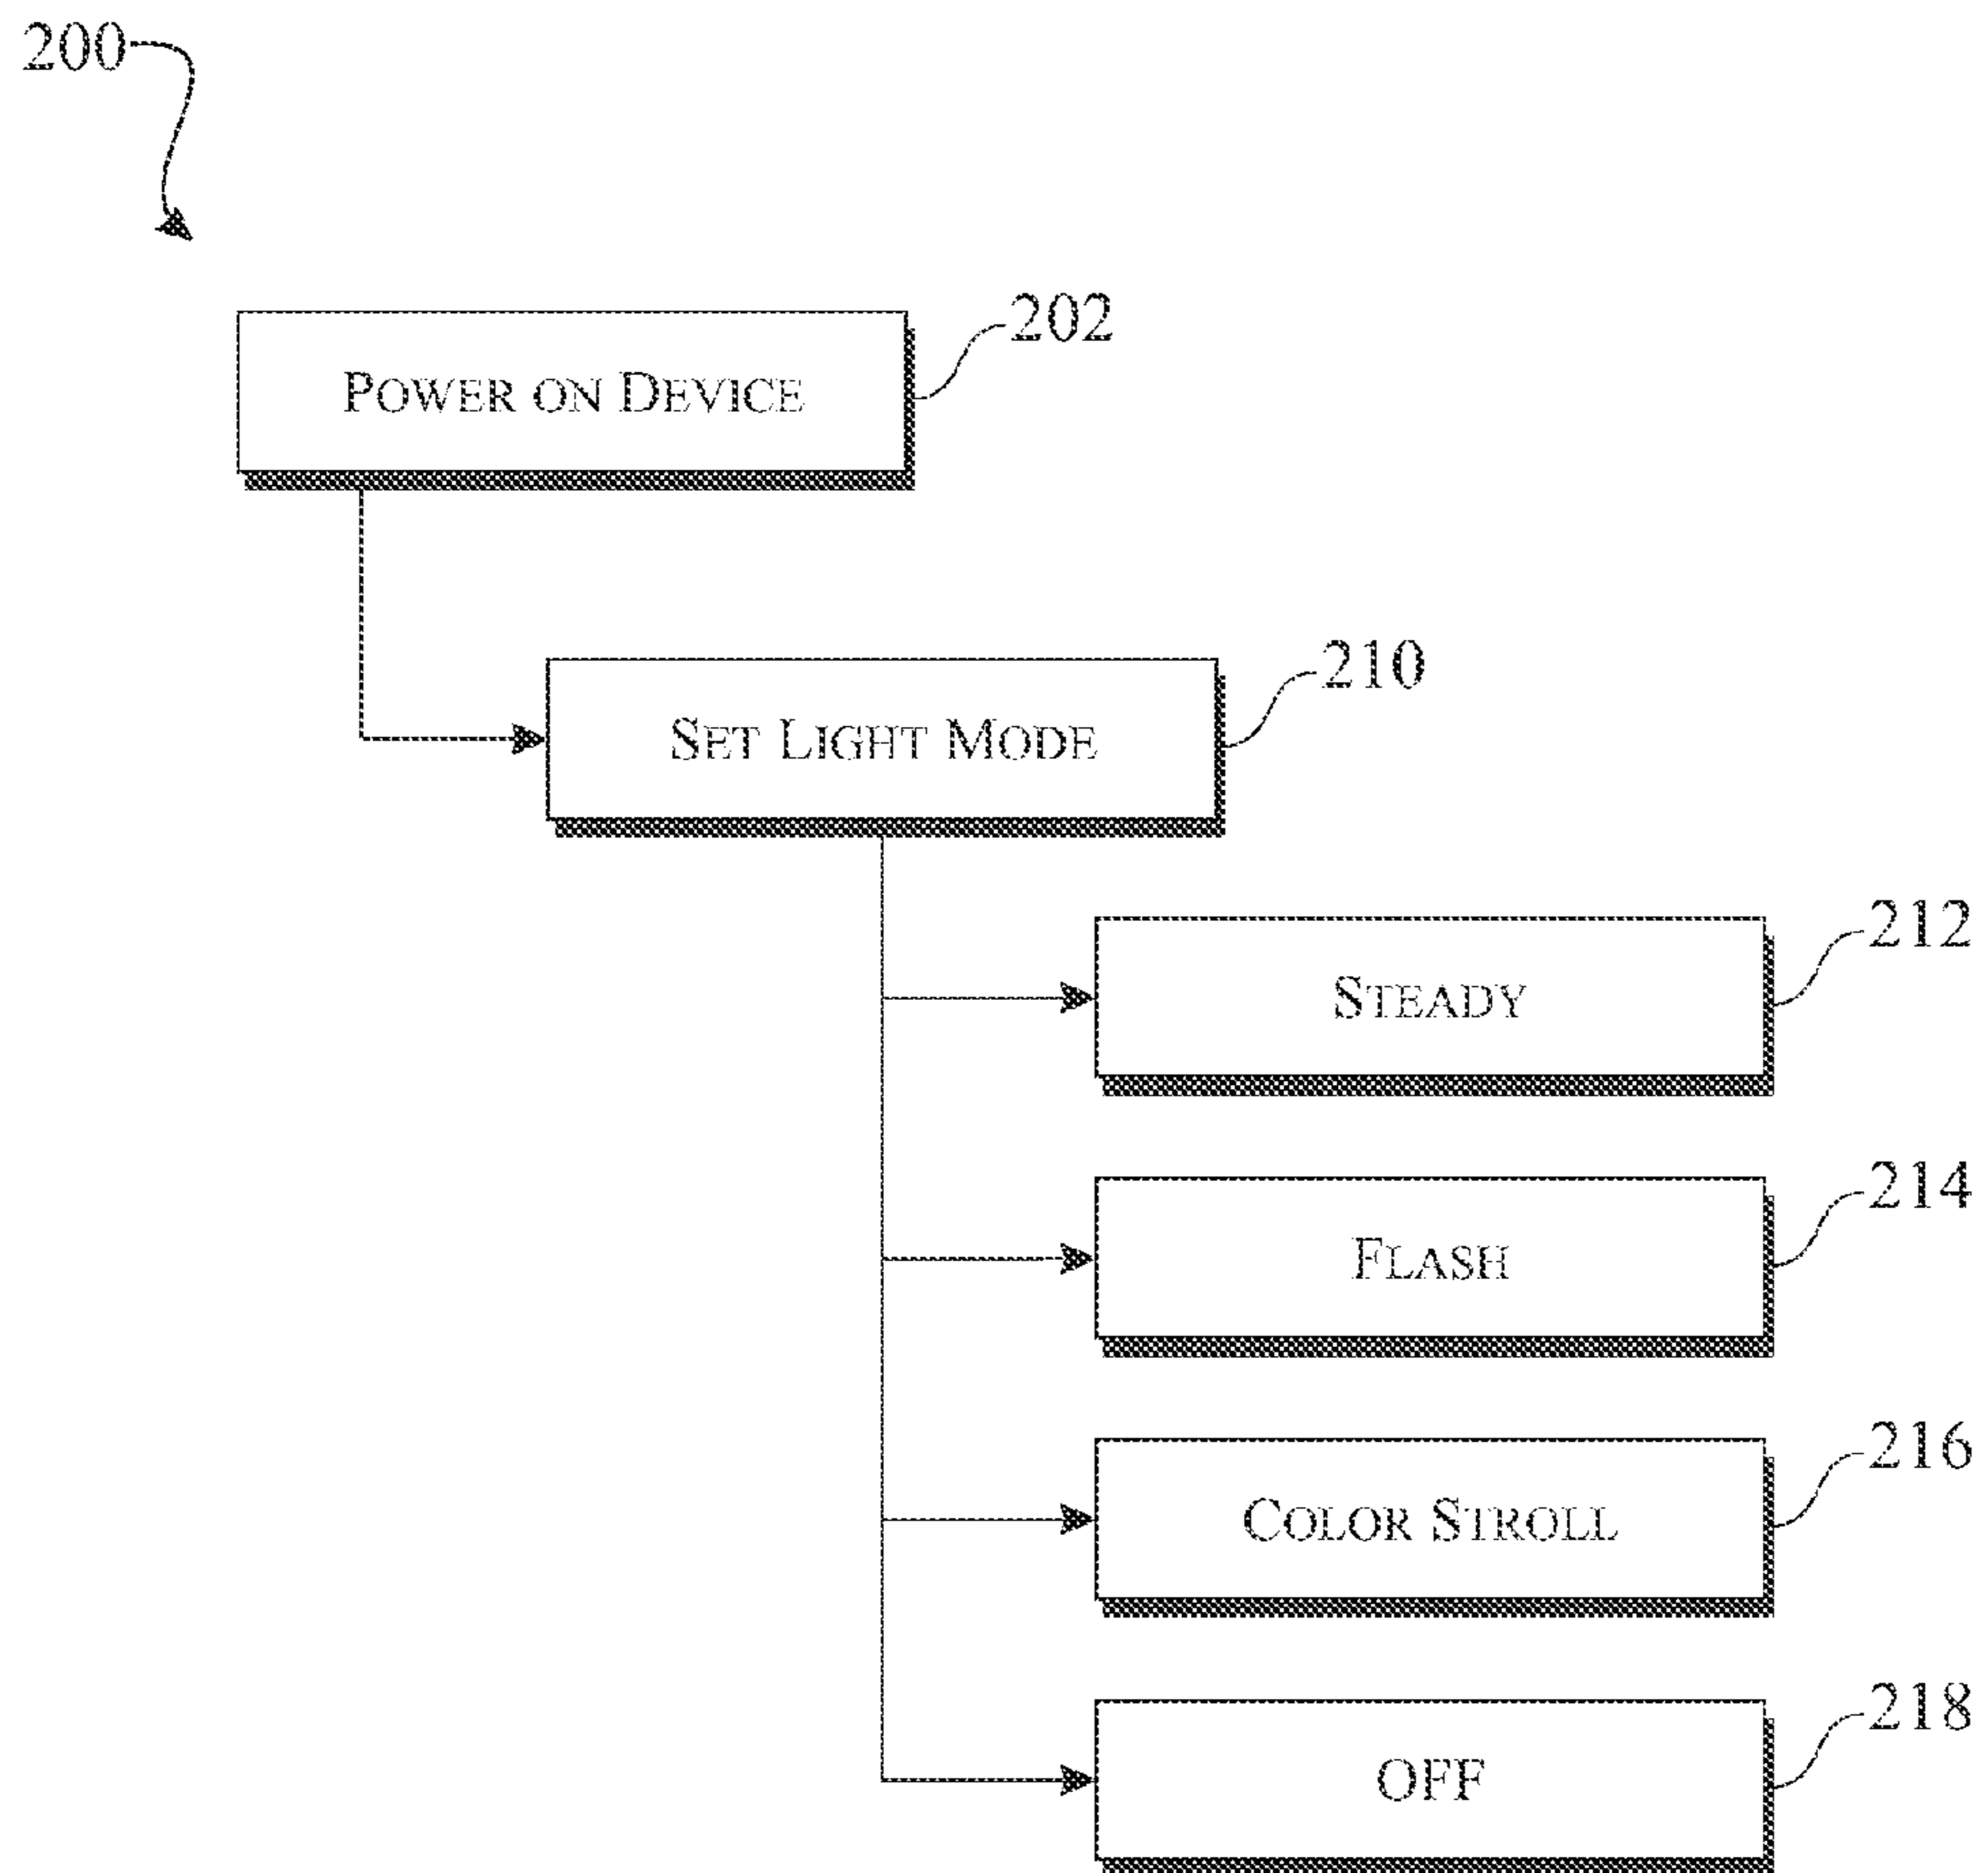 200
202
POWER ON DEVICE
210
SET LIGHT MODE
212
STEADY
214
FLASH
216
COLOR STROLL
218
OFF